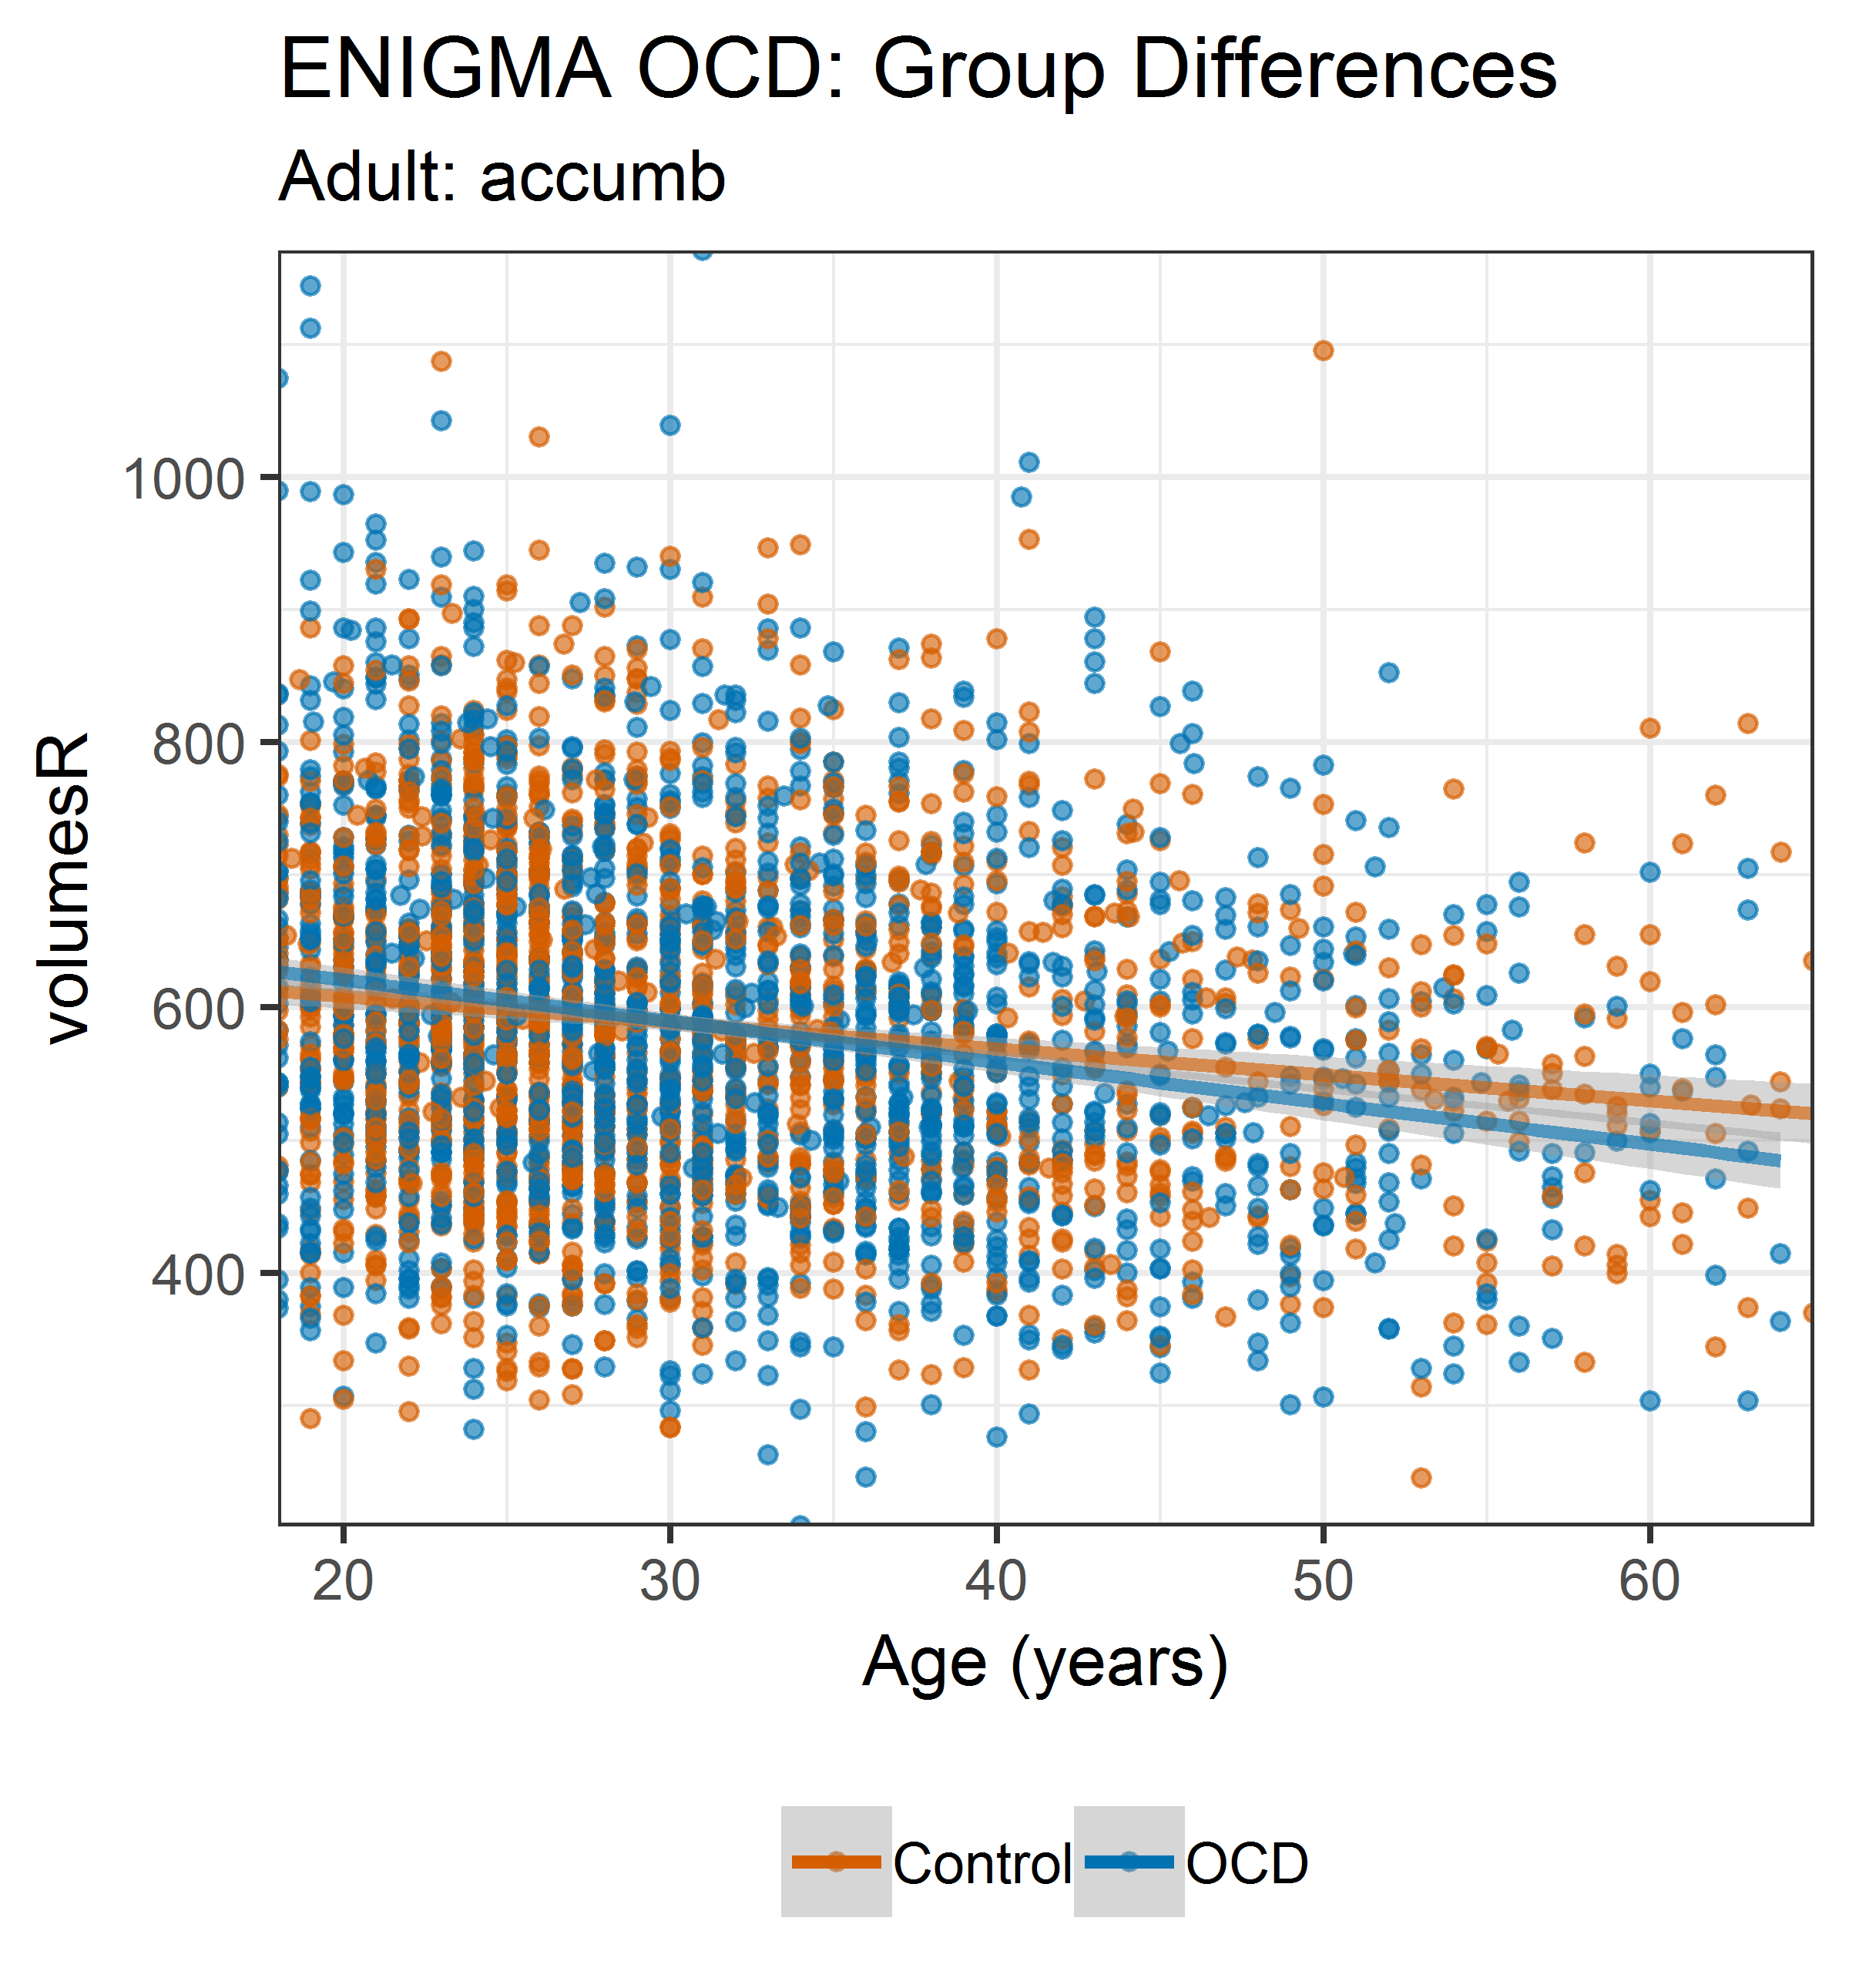 ENIGMA OCD: Group Differences
Adult: accumb
volumesR
1000
800
600
400
20 30 40 50 60
Age (years)
Control OCD